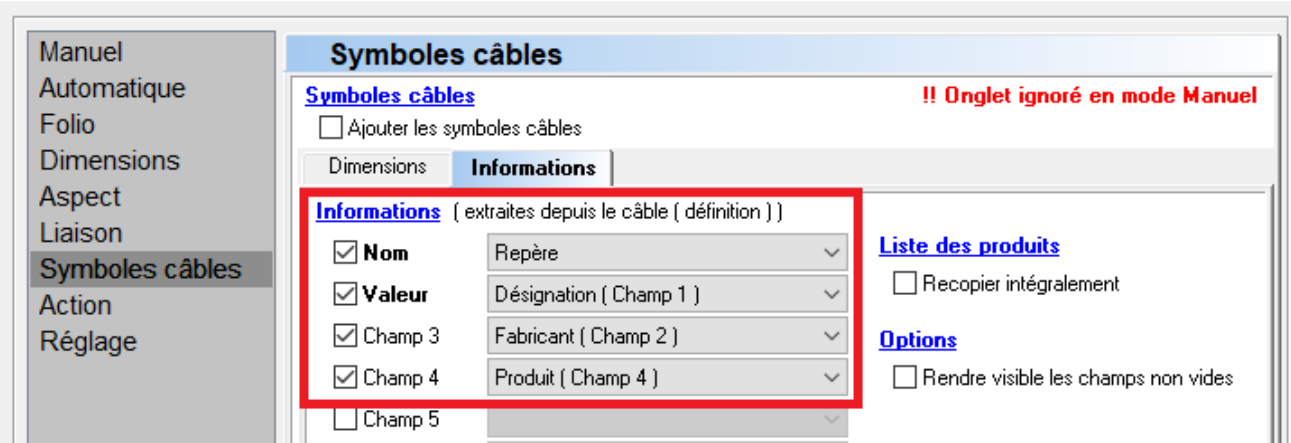 Manuel
Automatique
Folio
Dimensions
Aspect
Liaison
Symboles câbles
Action
Réglage
Symboles câbles
Symboles câbles !! Onglet ignoré en mode Manuel
Ajouter les symboles câbles
Dimensions Informations
Informations ( extraites depuis le câble ( définition ) )
Nom Repère
Valeur Désignation ( Champ 1 )
Champ 3 Fabricant ( Champ 2 )
Champ 4 Produit ( Champ 4 )
Champ 5
Liste des produits
Recopier intégralement
Options
Rendre visible les champs non vides